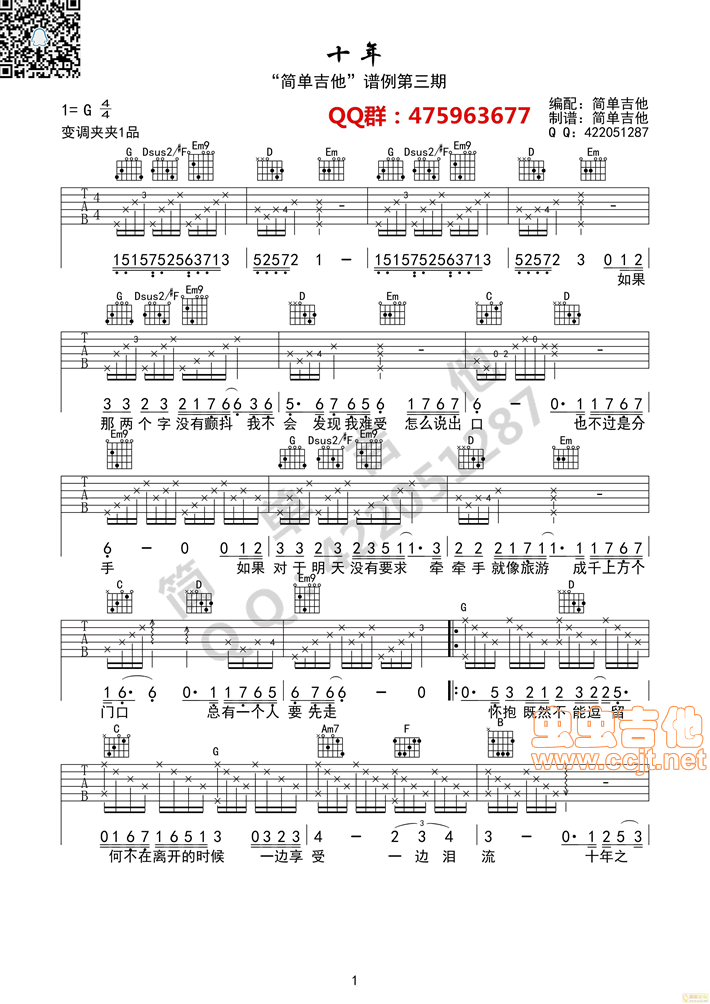 十年
“简单吉他”谱例第三期
1= G 4/4
QQ群：475963677
编配：简单吉他
制谱：简单吉他
Q Q：422051287
变调夹夹1品
G Dsus2/#F Em9 D Em G Dsus2/#F Em9 D Em
T A B 4/4
1515752563713 52572 1 - 1515752563713 52572 3 0 1 2
如果
G Dsus2/#F Em9 D Em C D
T A B
3 2 3 3 2 1 7 6 6 3 6 5· 6 7 6 5 0 6 5· 6 - 0· 1 1 7 6 7
那两个字没有颤抖 我不会 发现我难受 怎么说出口 也不过是分
Em9 G Dsus2/#F Em9 D Em
T A B
6 - 0 0 1 2 3 2 3 3 2 3 5 1 1· 3 2 2 2 1 2 0 1· 1 1 7 6 7
手 如果 对于明天没有要求 牵牵手就像旅游 成千上万个
C D Em9 G D
T A B
1 6· 6 0· 1 1 7 6 5 6 7 6 6 - 0 0· 5 3 2 1 2 3 2 2 5·
门口 总有一个人要先走 怀抱既然不能逗留
C G Am7 F B
T A B
0 1 6 7 1 6 5 1 3 0 3 2 3 4 - 2 3 4 3 - 0· 1 2 5 3
何不在离开的时候 一边享受 一边泪流 十年之
简单吉他
QQ：422051287
虫虫吉他
www.ccjt.net
1